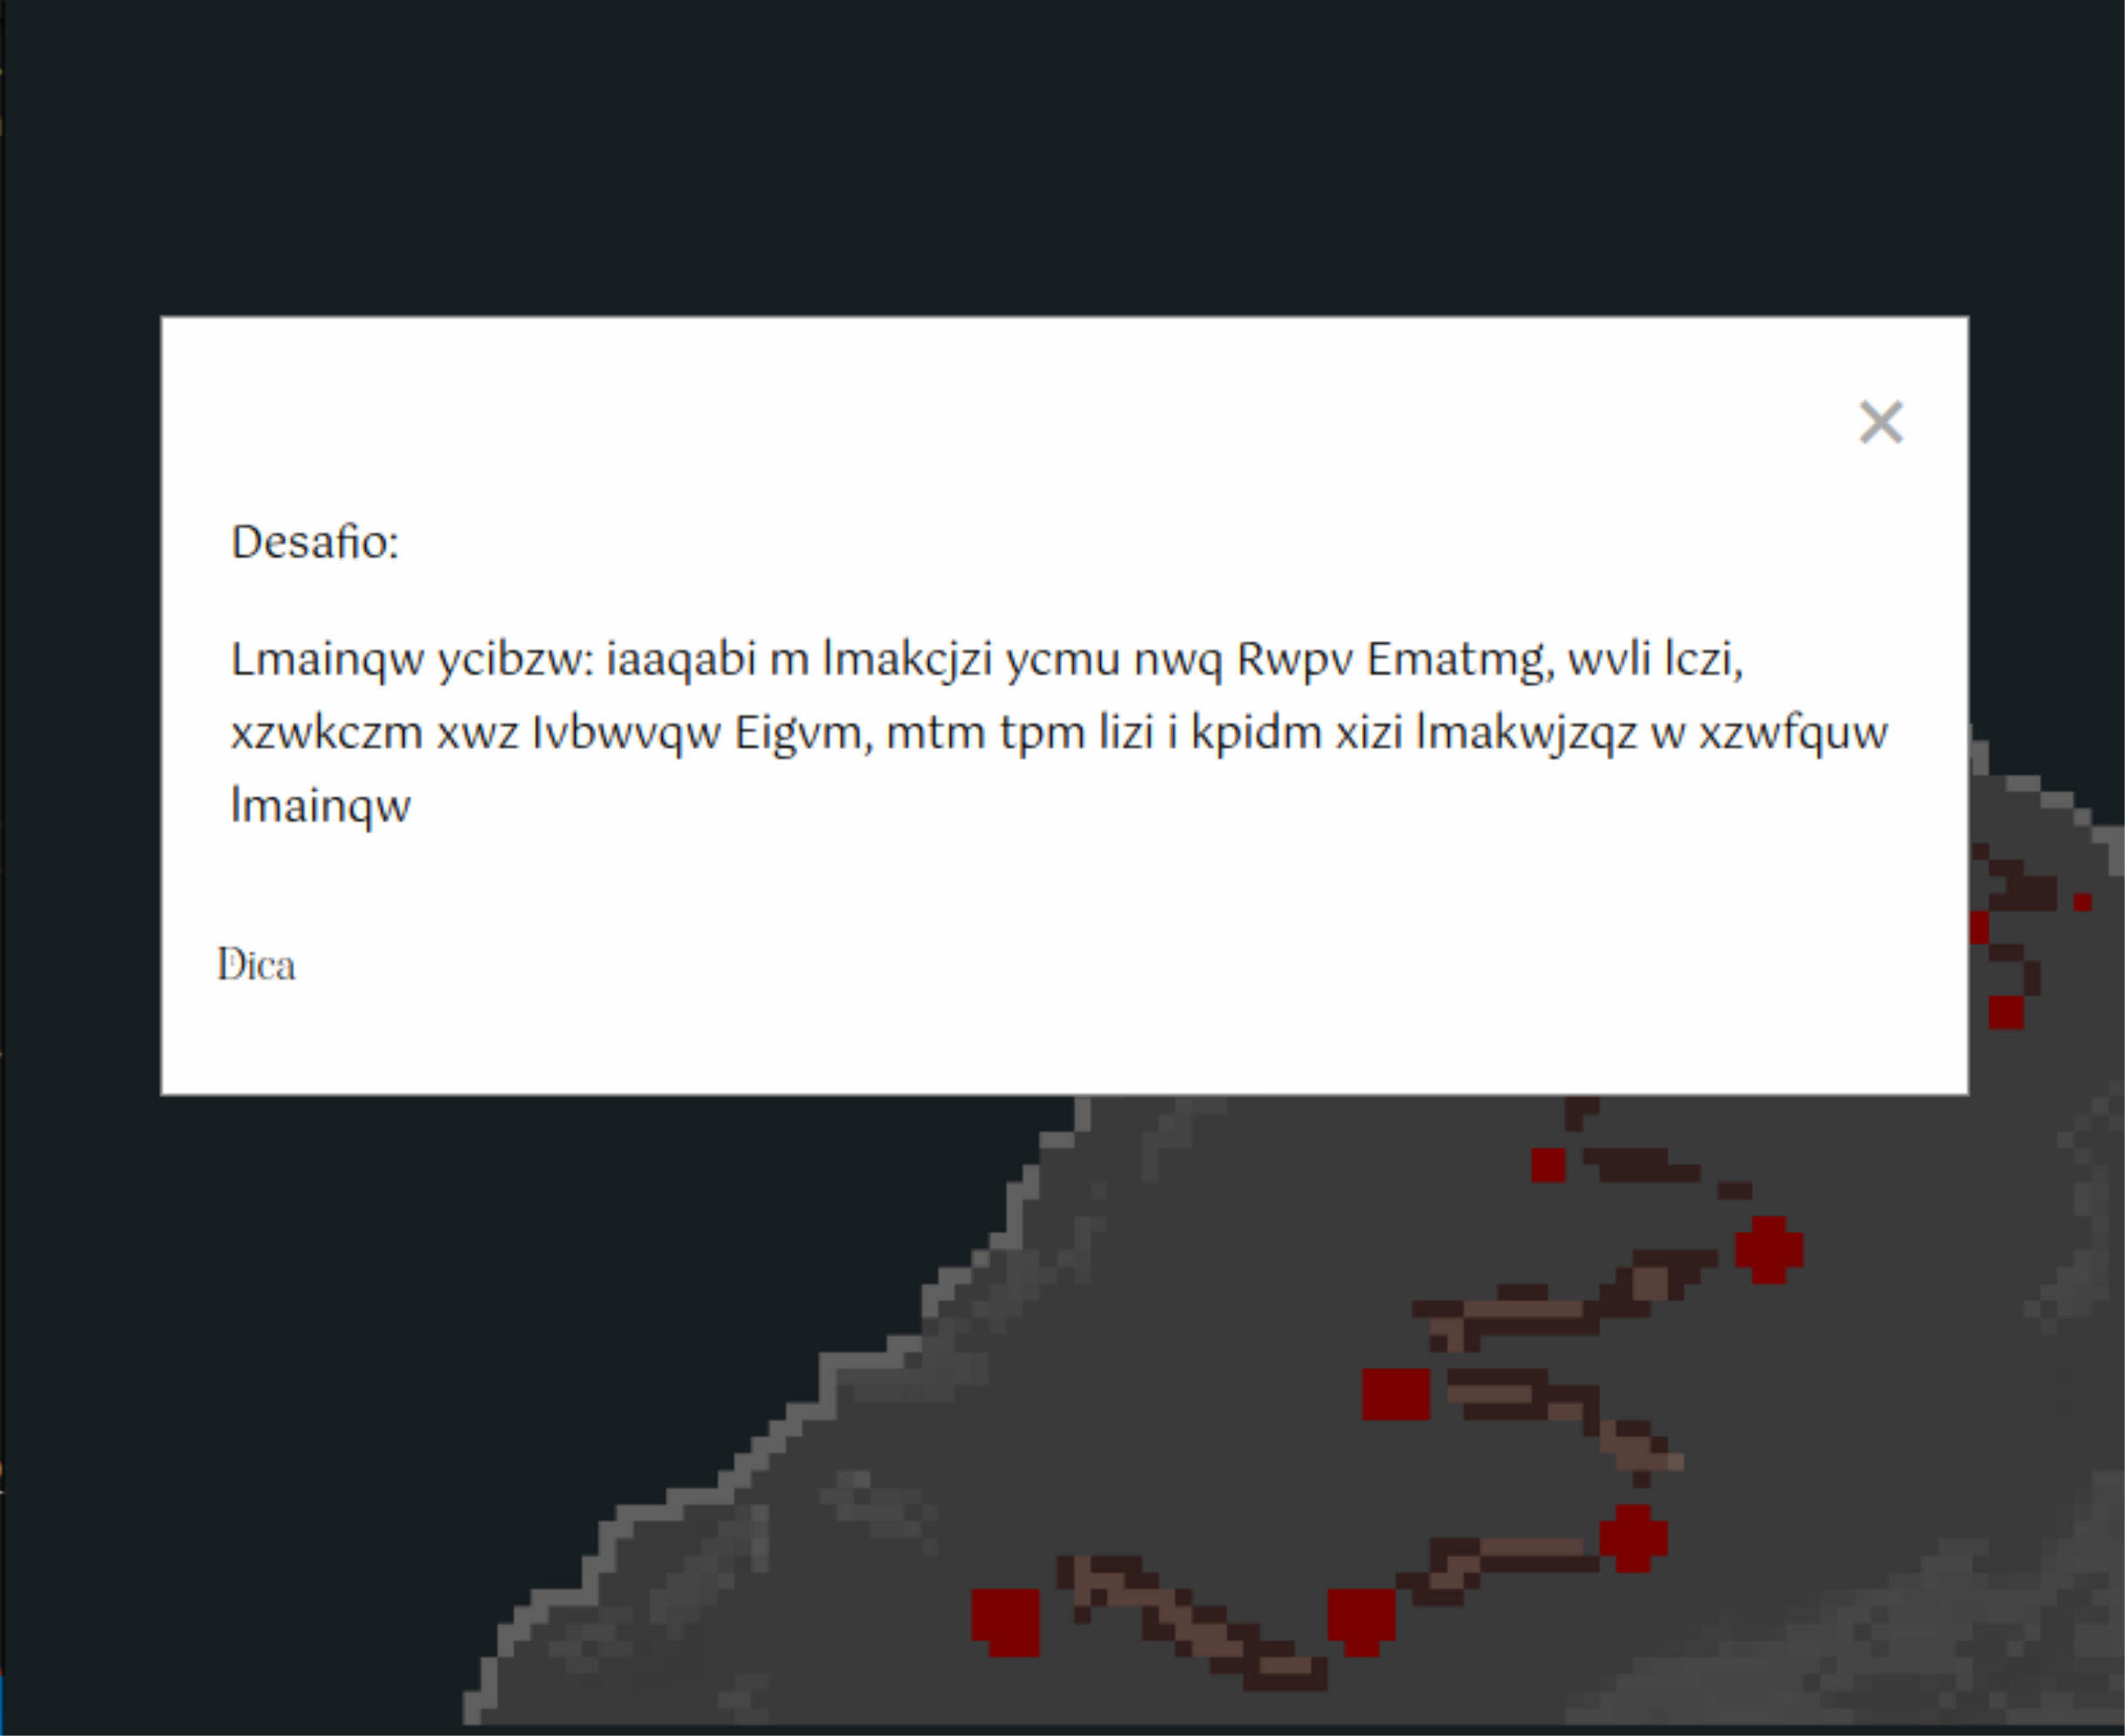 Desafio:
Lmainqw ycibzw: iaaqabi m lmakcjzi ycmu nwq Rwpv Ematmg, wvli lczi,
xzwkczm xwz Ivbwvqw Eigvm, mtm tpm lizi i kpidm xizi lmakwjzqz w xzwfquw
lmainqw
Dica